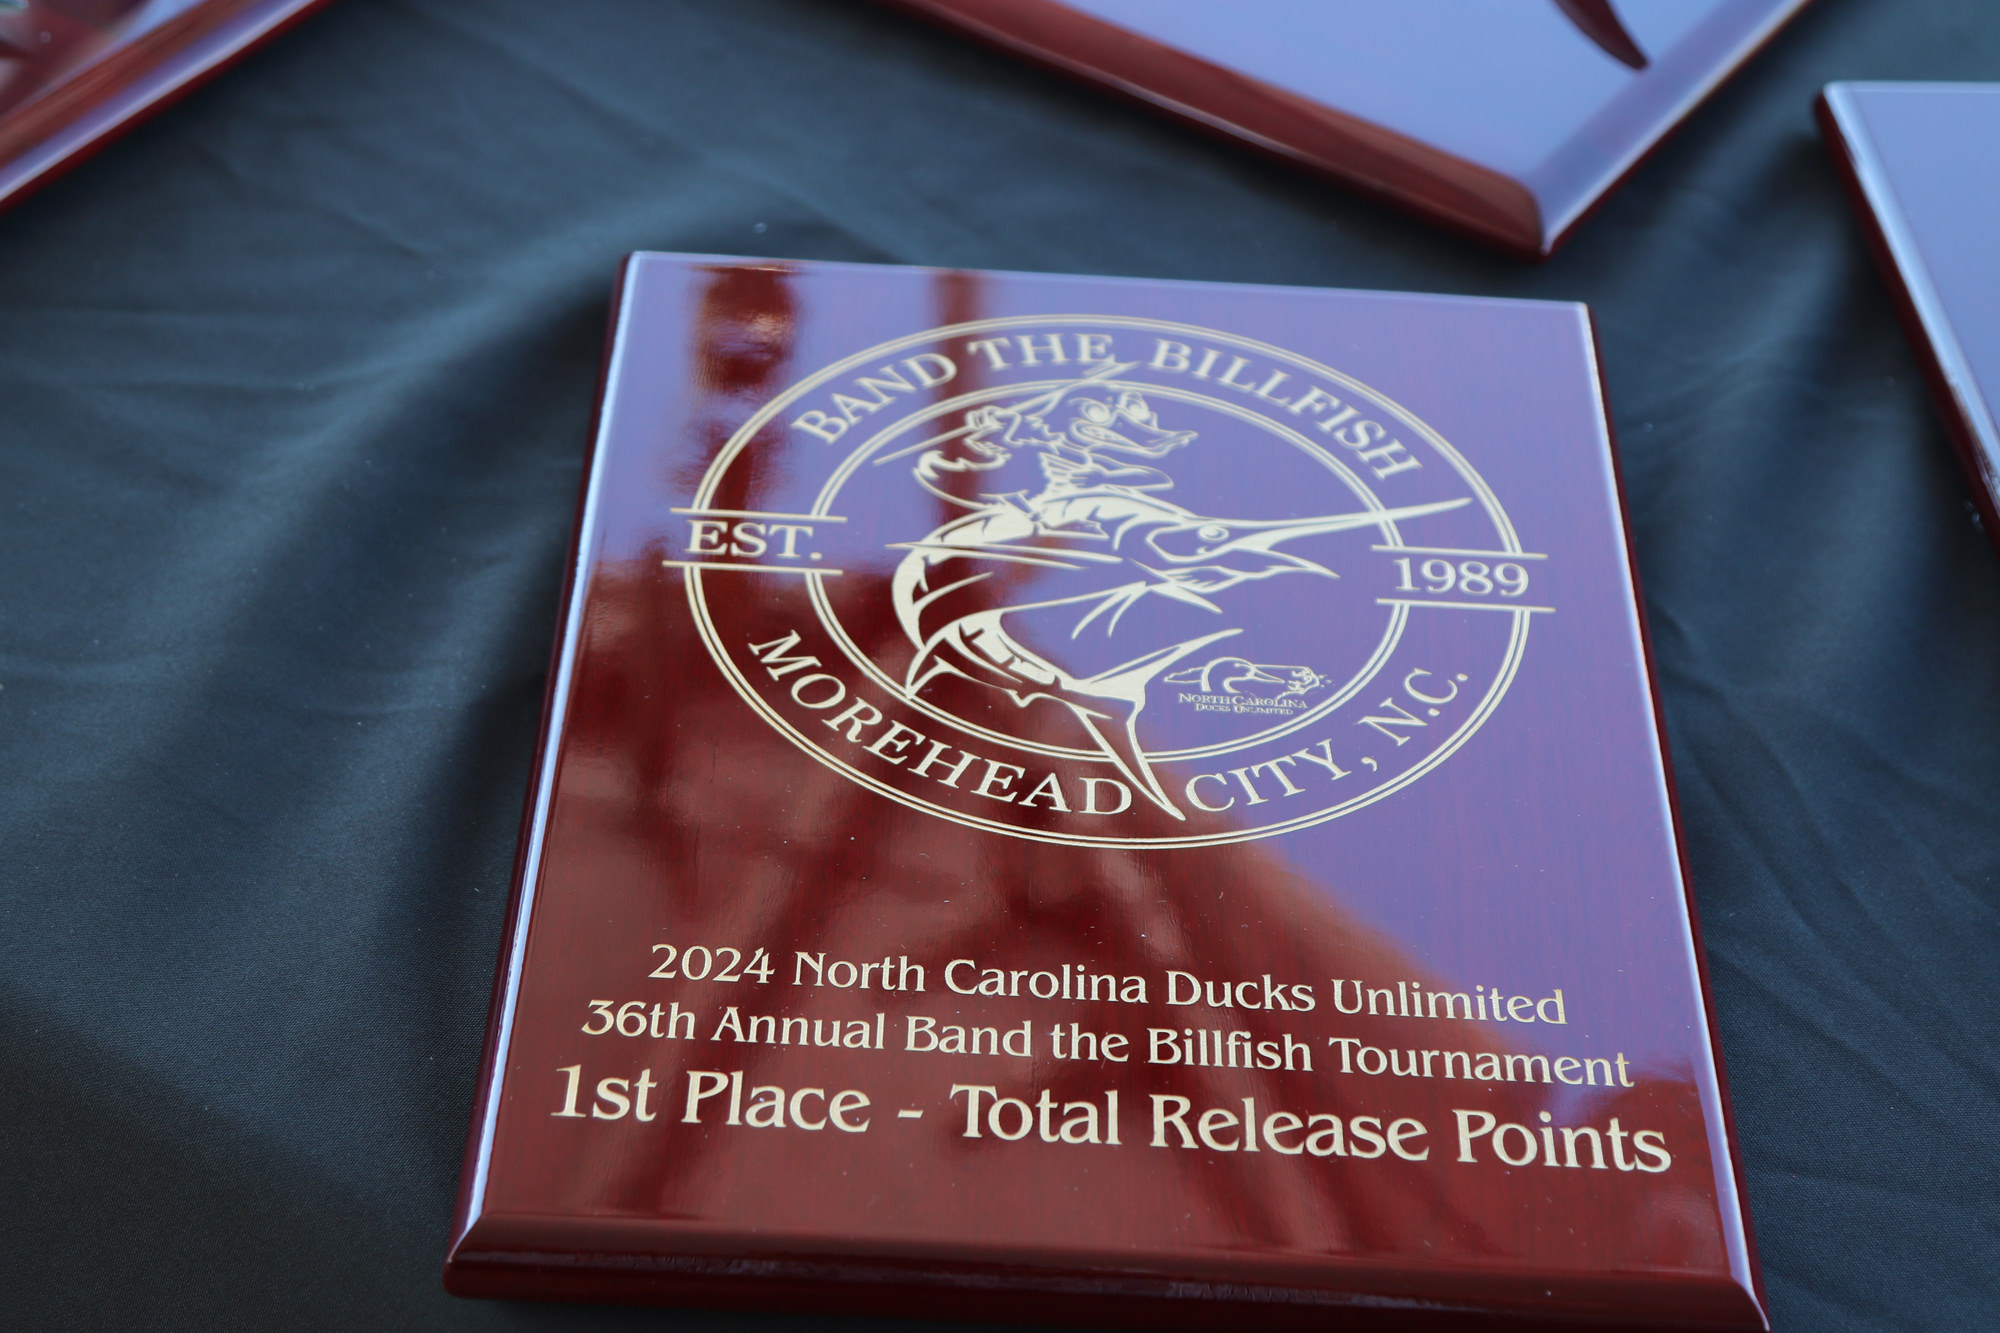 BAND THE BILLFISH
EST.
1989
MOREHEAD CITY, N.C.
NORTH CAROLINA
DUCKS UNLIMITED
2024 North Carolina Ducks Unlimited
36th Annual Band the Billfish Tournament
1st Place - Total Release Points